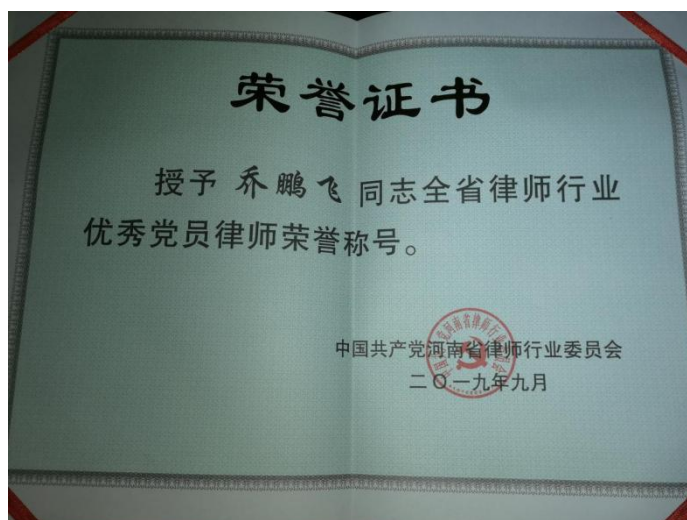 荣誉证书
授予 乔鹏飞 同志全省律师行业
优秀党员律师荣誉称号。
中国共产党河南省律师行业委员会
二〇一九年九月